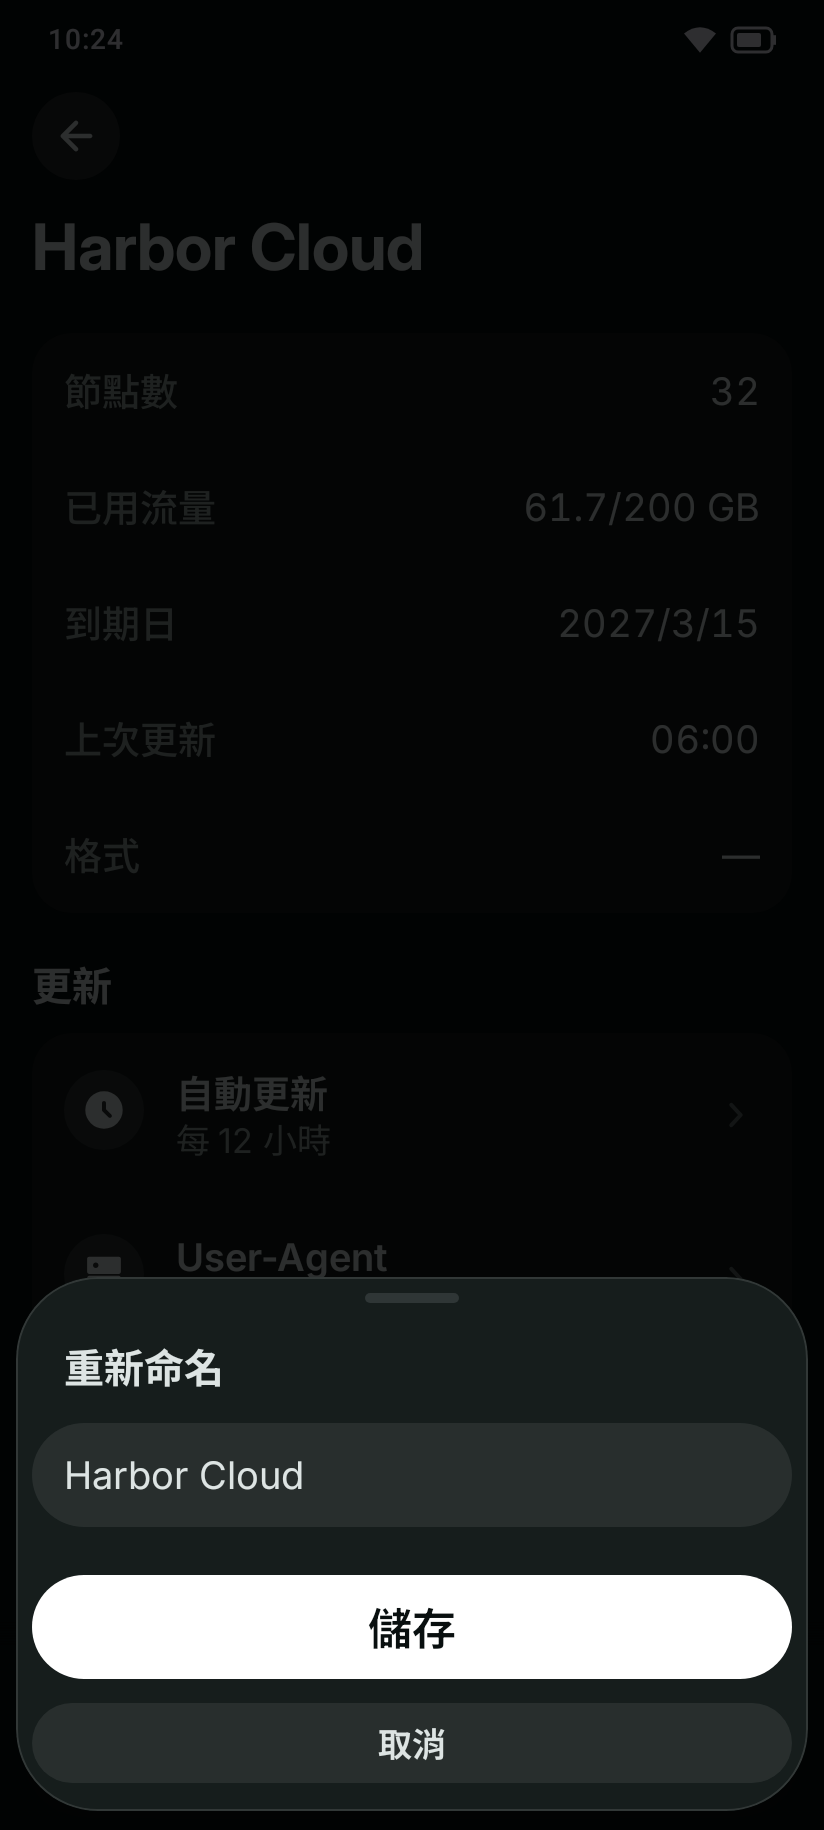 10:24
Harbor Cloud
節點數 32
已用流量 61.7/200 GB
到期日 2027/3/15
上次更新 06:00
格式 —
更新
自動更新
每 12 小時
User-Agent
重新命名
Harbor Cloud
儲存
取消